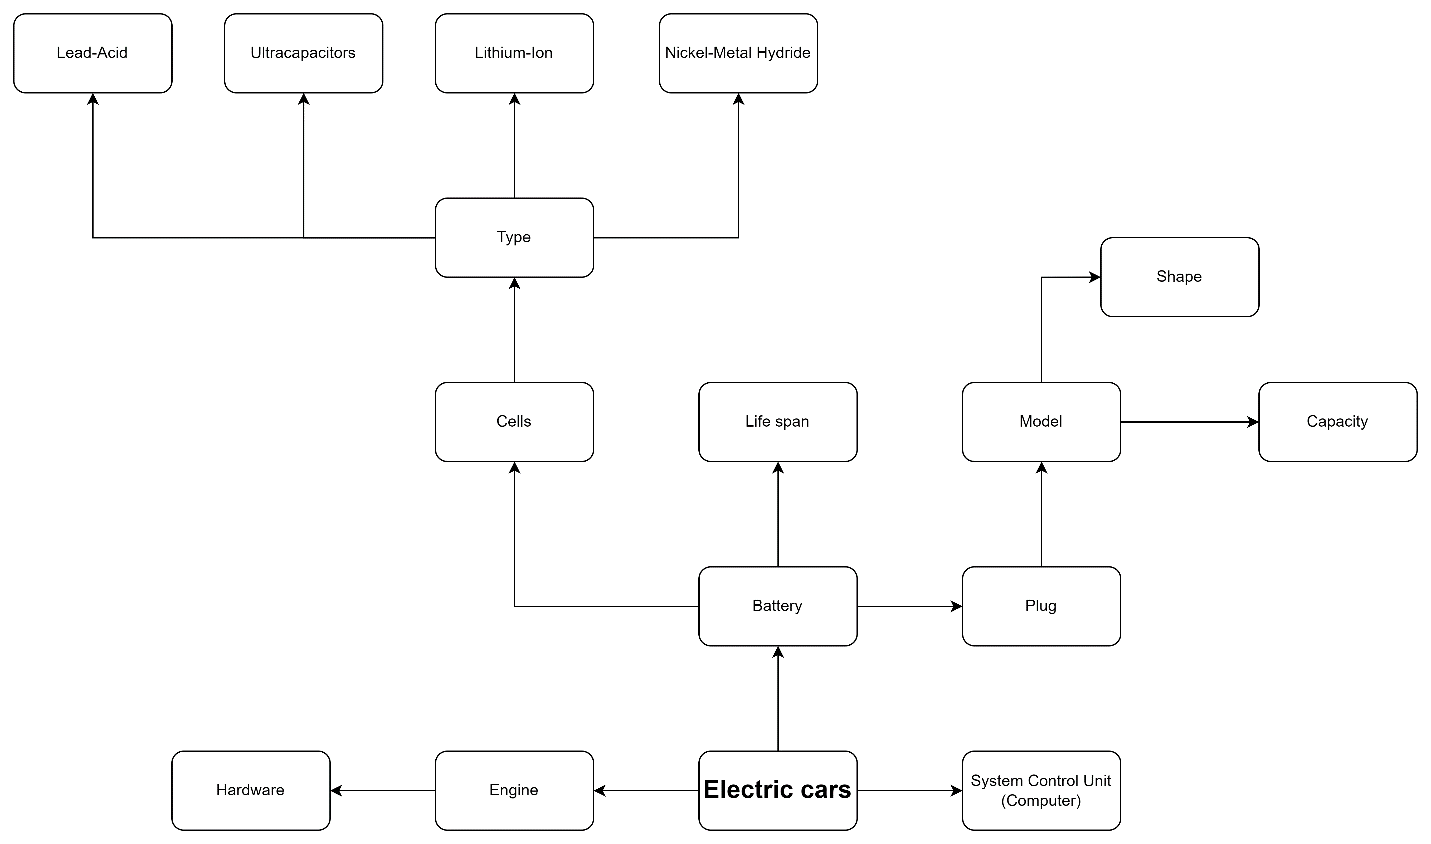 Lead-Acid
Ultracapacitors
Lithium-Ion
Nickel-Metal Hydride
Type
Shape
Cells
Life span
Model
Capacity
Battery
Plug
Hardware
Engine
Electric cars
System Control Unit
(Computer)